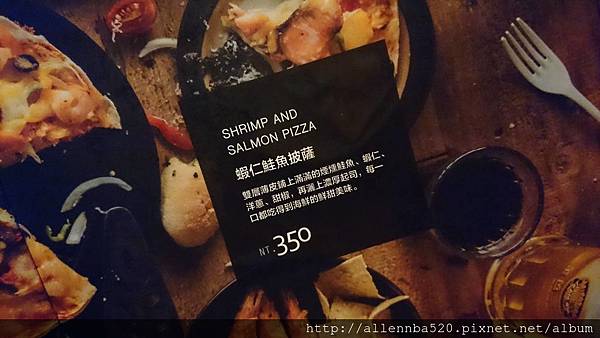 SHRIMP AND
SALMON PIZZA
蝦仁鮭魚披薩
雙層薄皮鋪上滿滿的煙燻鮭魚、蝦仁、
洋蔥、甜椒，再灑上濃厚起司，每一
口都吃得到海鮮的鮮甜美味。
NT.350
http://allennba520.pixnet.net/album